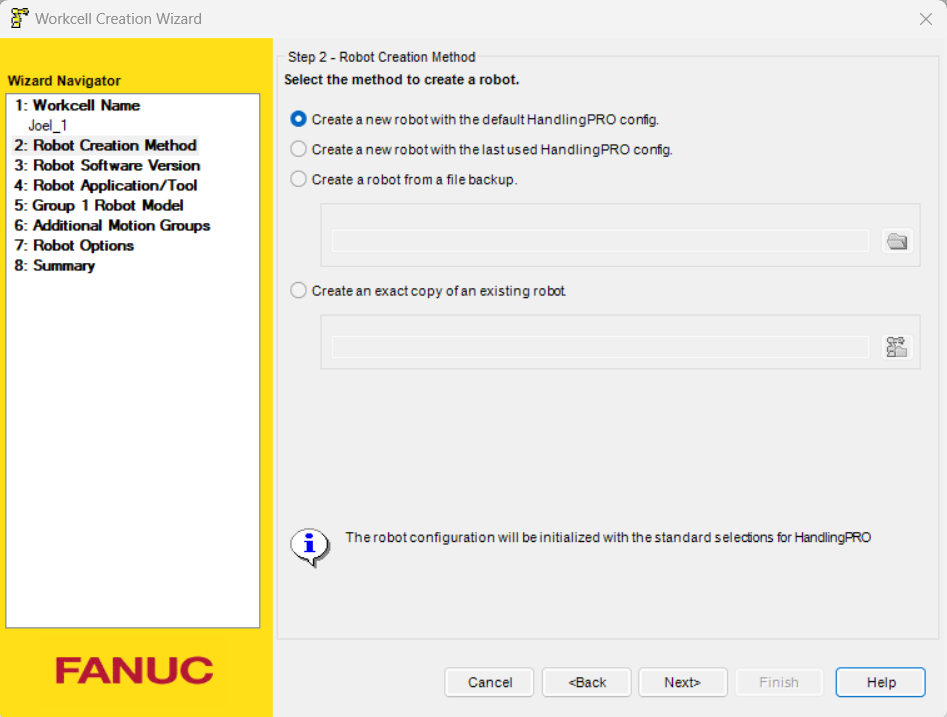 Workcell Creation Wizard
Wizard Navigator
1: Workcell Name
Joel_1
2: Robot Creation Method
3: Robot Software Version
4: Robot Application/Tool
5: Group 1 Robot Model
6: Additional Motion Groups
7: Robot Options
8: Summary
FANUC
Step 2 - Robot Creation Method
Select the method to create a robot.
Create a new robot with the default HandlingPRO config.
Create a new robot with the last used HandlingPRO config.
Create a robot from a file backup.
Create an exact copy of an existing robot.
The robot configuration will be initialized with the standard selections for HandlingPRO
Cancel <Back Next> Finish Help